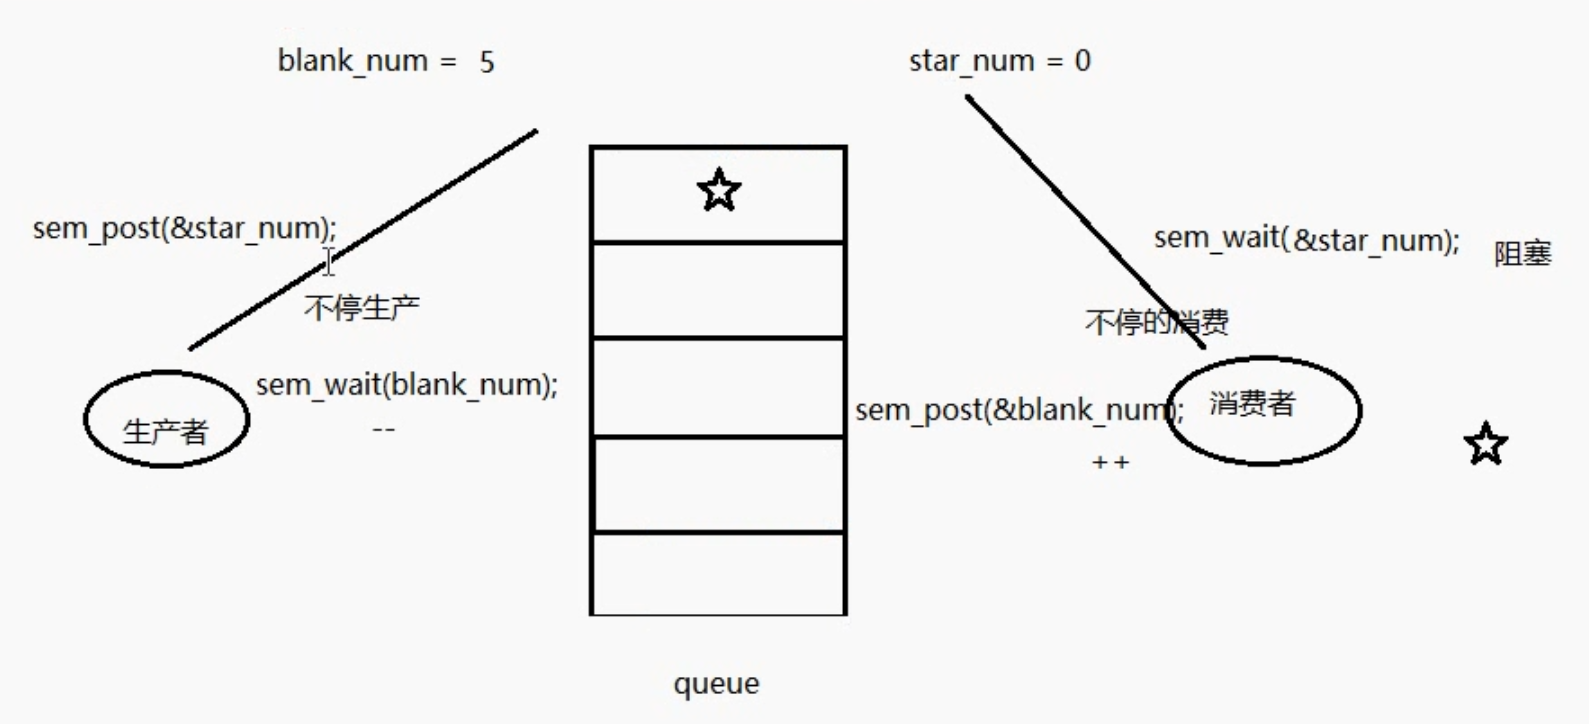 blank_num = 5
star_num = 0
sem_post(&star_num);
sem_wait(&star_num);
阻塞
不停生产
不停的消费
sem_wait(blank_num);
--
生产者
sem_post(&blank_num);
++
消费者
queue